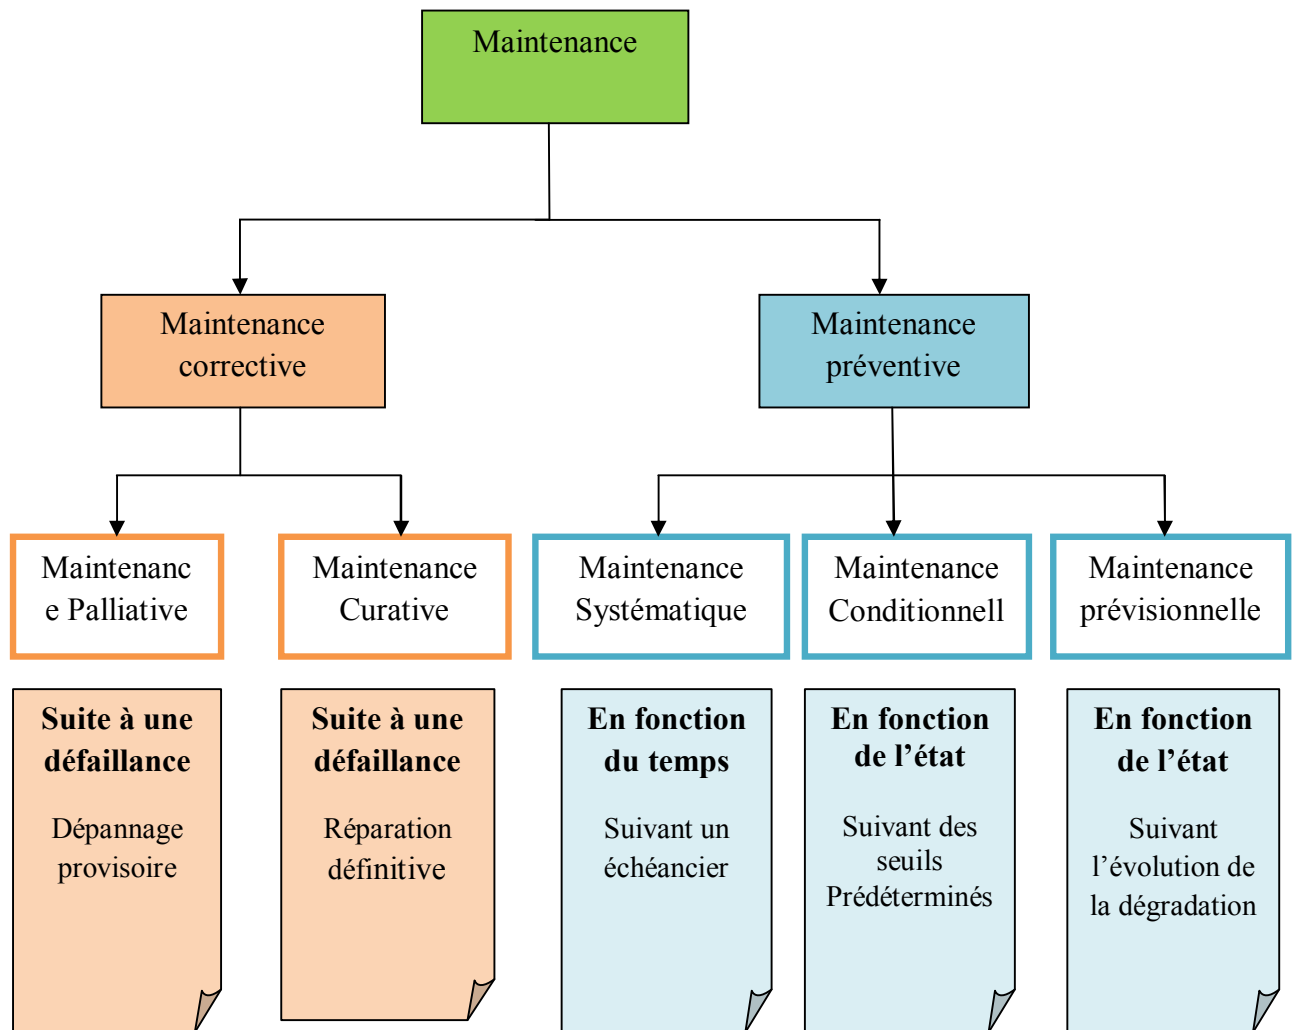 Maintenance
Maintenance
corrective
Maintenance
préventive
Maintenanc
e Palliative
Maintenance
Curative
Maintenance
Systématique
Maintenance
Conditionnell
Maintenance
prévisionnelle
Suite à une
défaillance
Dépannage
provisoire
Suite à une
défaillance
Réparation
définitive
En fonction
du temps
Suivant un
échéancier
En fonction
de l’état
Suivant des
seuils
Prédéterminés
En fonction
de l’état
Suivant
l’évolution de
la dégradation